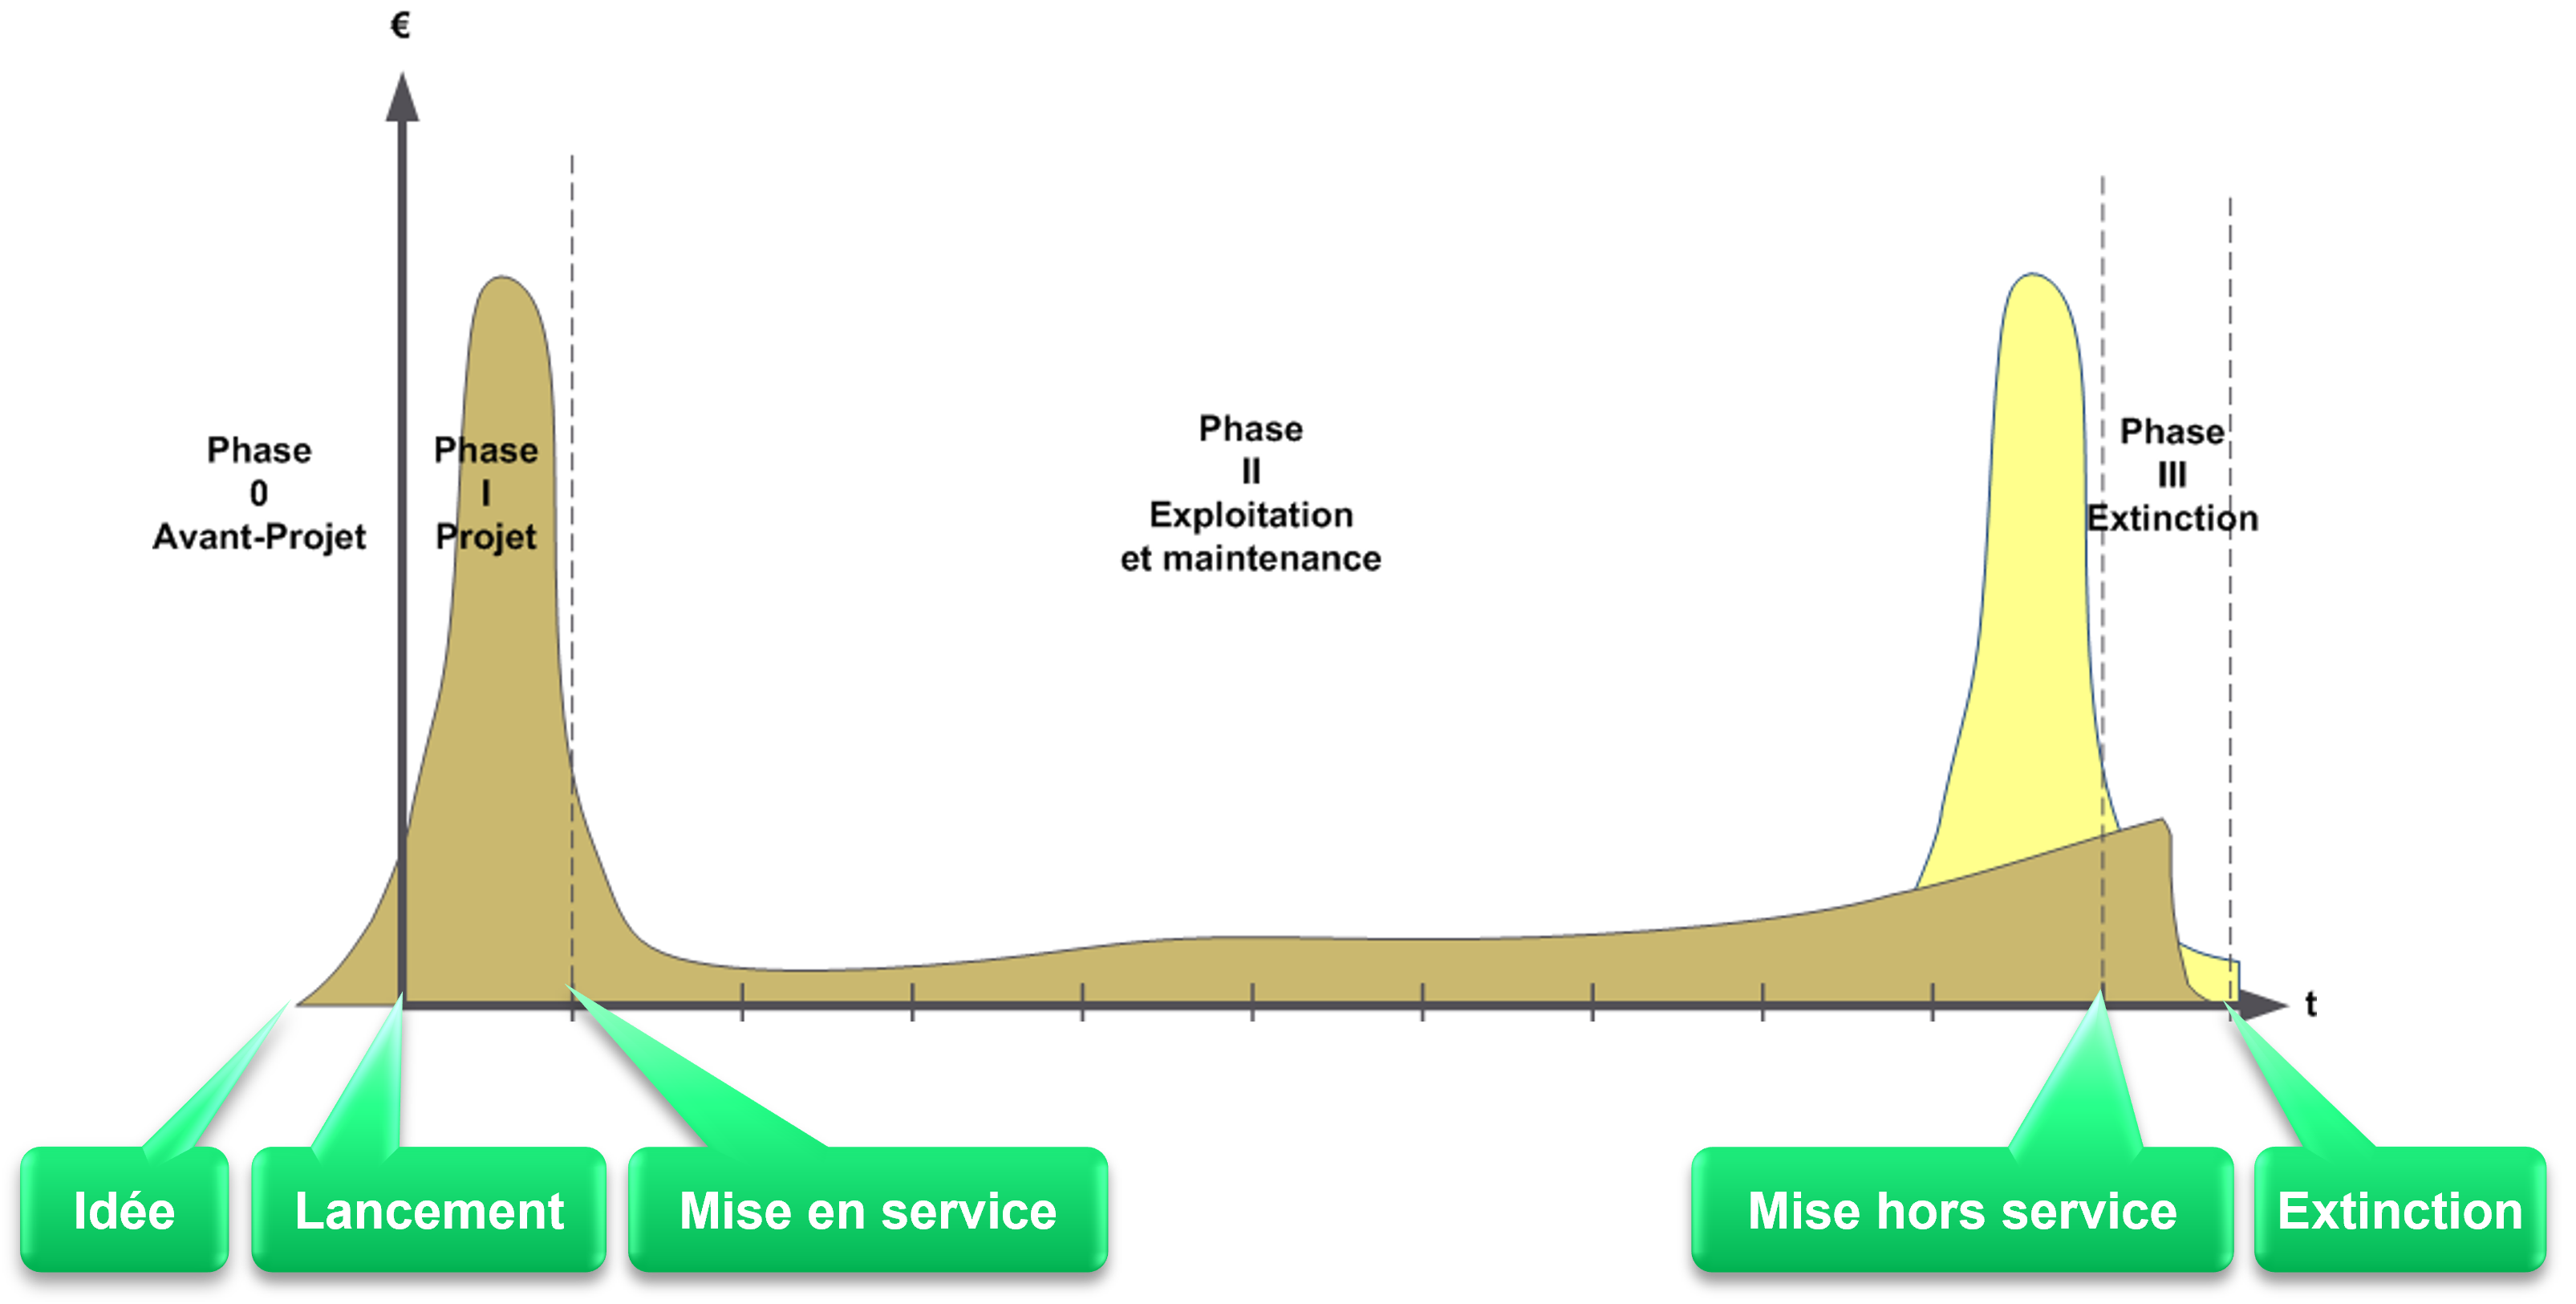 €
Phase
0
Avant-Projet
Phase
I
Projet
Phase
II
Exploitation
et maintenance
Phase
III
Extinction
t
Idée
Lancement
Mise en service
Mise hors service
Extinction